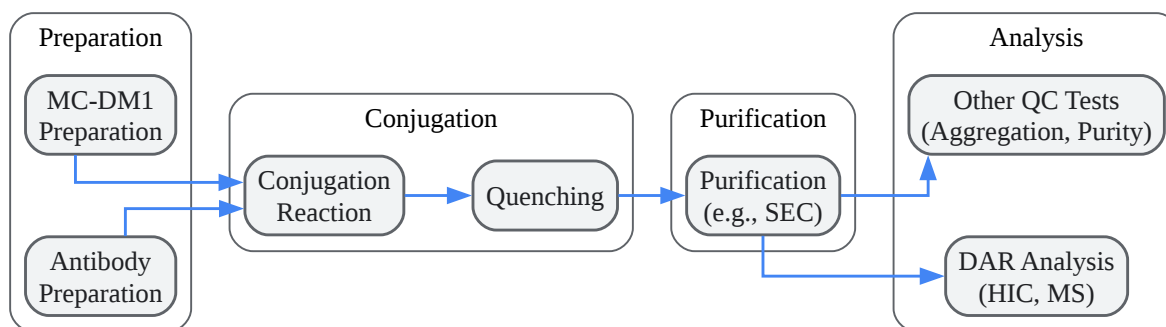 Preparation
MC-DM1
Preparation
Antibody
Preparation
Conjugation
Conjugation
Reaction
Quenching
Purification
Purification
(e.g., SEC)
Analysis
Other QC Tests
(Aggregation, Purity)
DAR Analysis
(HIC, MS)